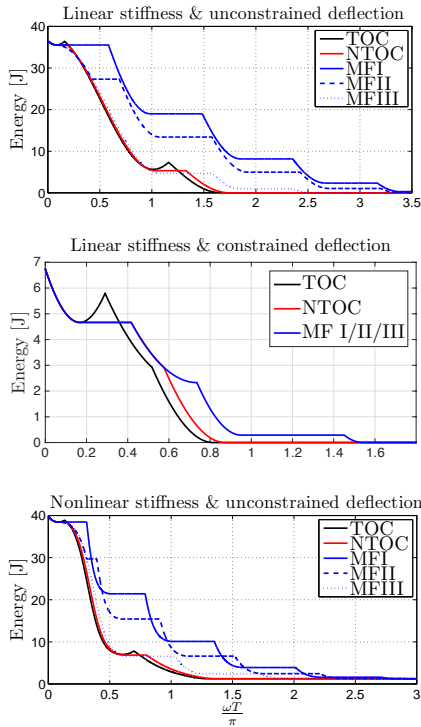 Linear stiffness & unconstrained deflection
Energy [J]
40
30
20
10
0
0 0.5 1 1.5 2 2.5 3 3.5
TOC
NTOC
MFI
MFII
MFIII
Linear stiffness & constrained deflection
Energy [J]
7
6
5
4
3
2
1
0
0 0.2 0.4 0.6 0.8 1 1.2 1.4 1.6
TOC
NTOC
MF I/II/III
Nonlinear stiffness & unconstrained deflection
Energy [J]
40
30
20
10
0
0 0.5 1 1.5 2 2.5 3
TOC
NTOC
MFI
MFII
MFIII
ωT
π